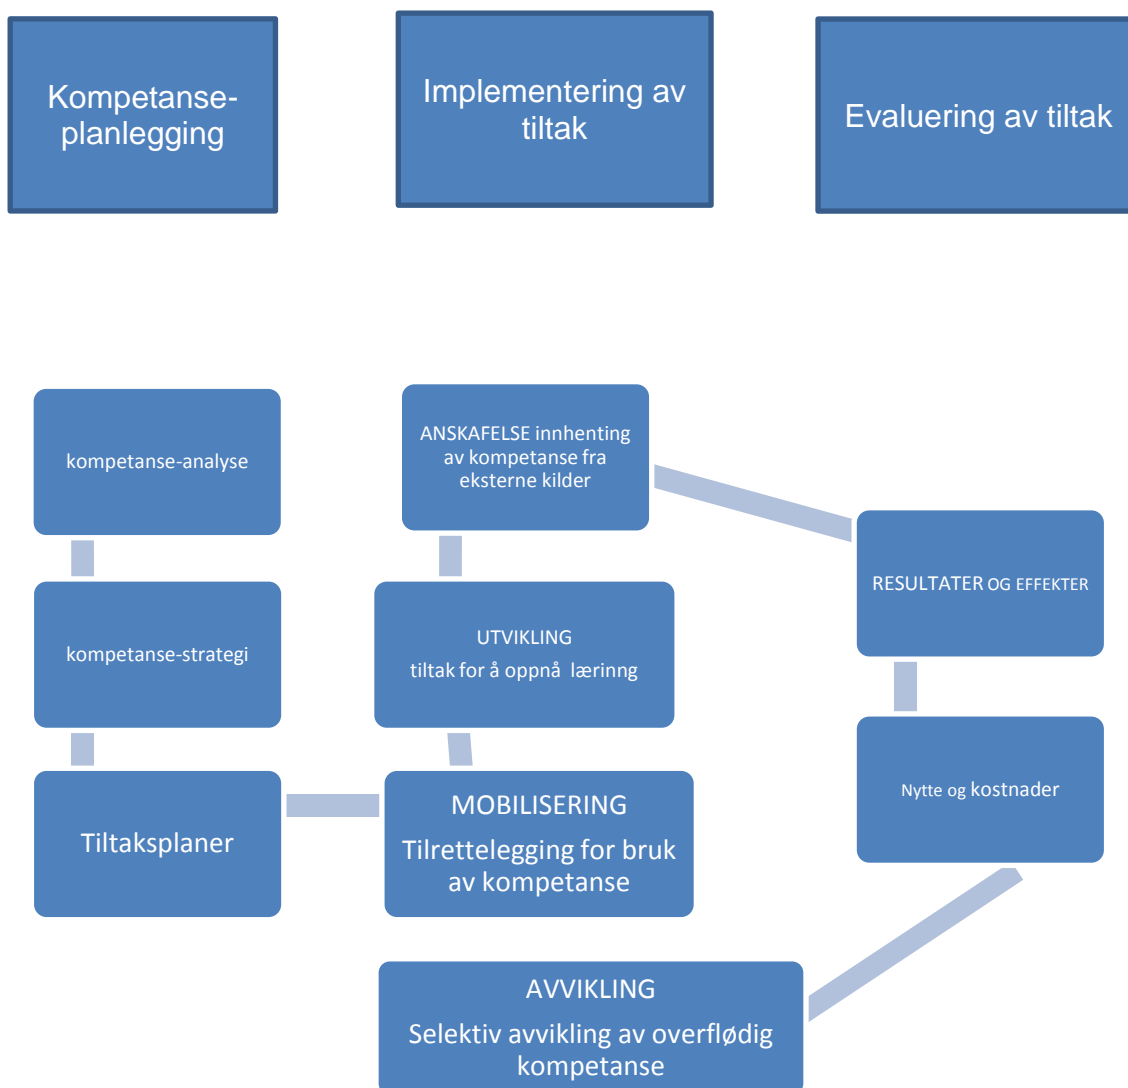 Kompetanse-
planlegging
Implementering av
tiltak
Evaluering av tiltak
kompetanse-analyse
kompetanse-strategi
Tiltaksplaner
ANSKAFELSE innhenting
av kompetanse fra
eksterne kilder
UTVIKLING
tiltak for å oppnå lærinng
MOBILISERING
Tilrettelegging for bruk
av kompetanse
AVVIKLING
Selektiv avvikling av overflødig
kompetanse
RESULTATER OG EFFEKTER
Nytte og kostnader